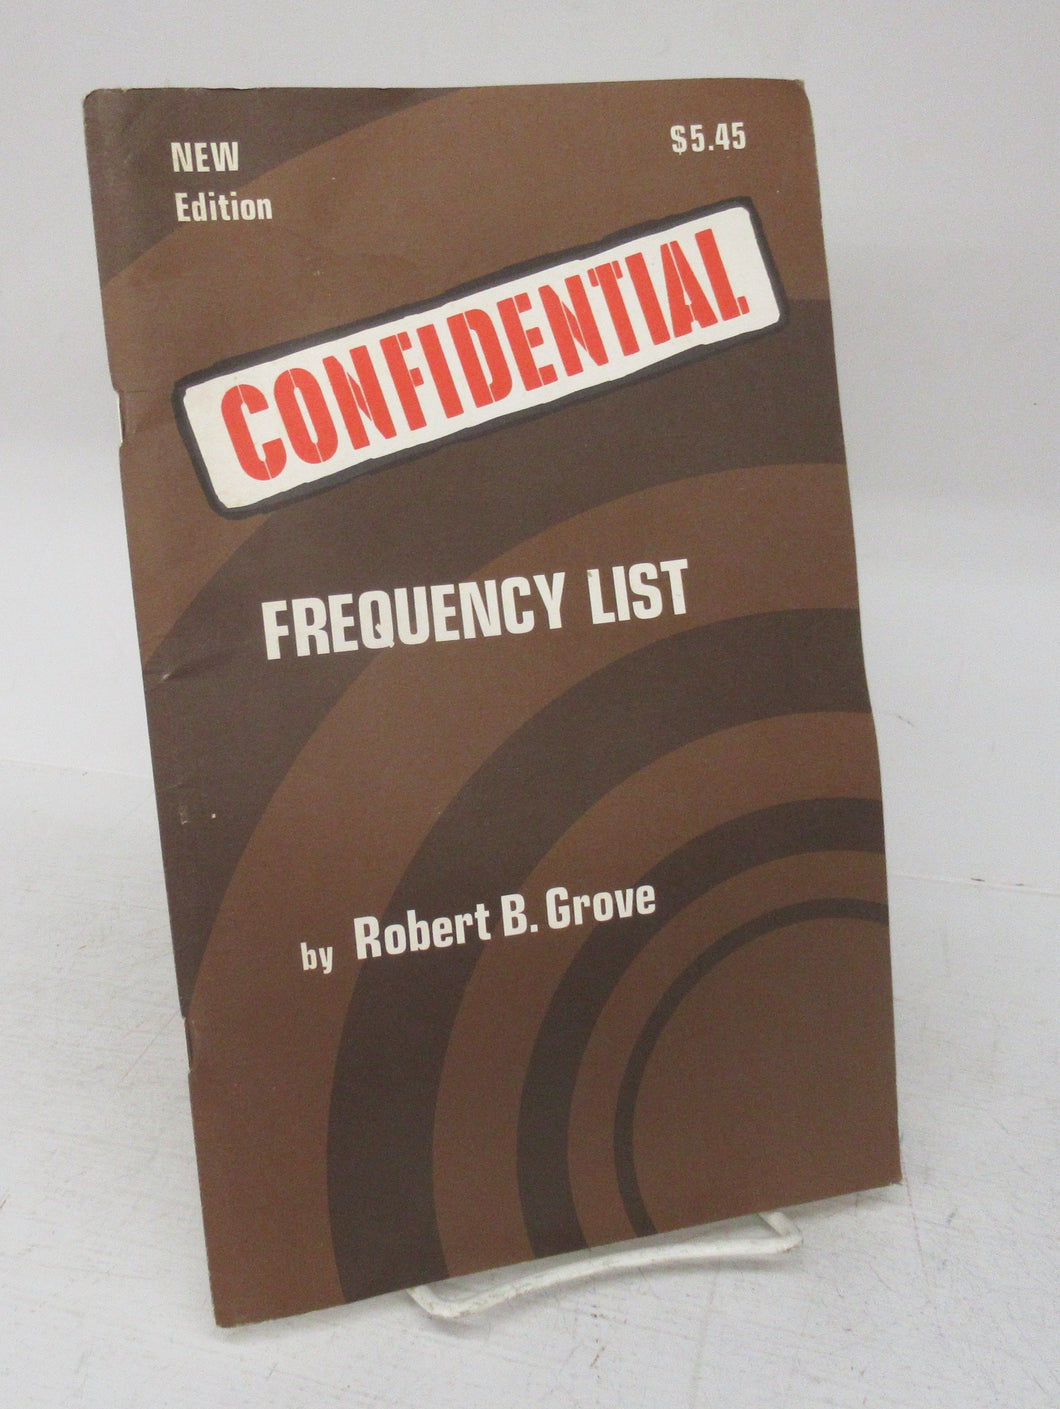 NEW
Edition
$5.45
CONFIDENTIAL
FREQUENCY LIST
by Robert B. Grove